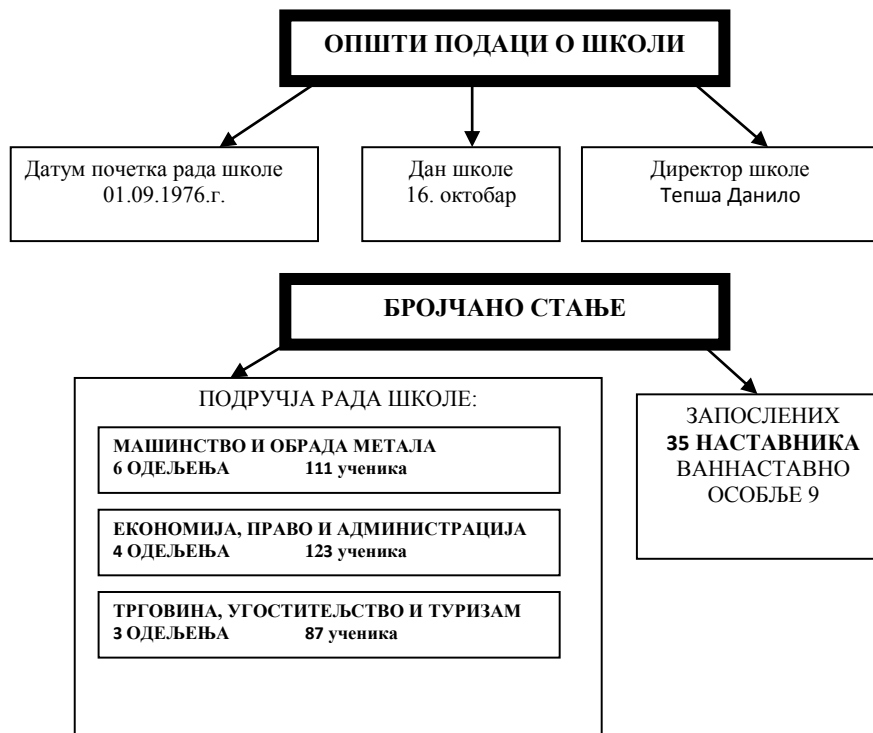 ОПШТИ ПОДАЦИ О ШКОЛИ
Датум почетка рада школе
01.09.1976.г.
Дан школе
16. октобар
Директор школе
Тепша Данило
БРОЈЧАНО СТАЊЕ
ПОДРУЧЈА РАДА ШКОЛЕ:
МАШИНСТВО И ОБРАДА МЕТАЛА
6 ОДЕЉЕЊА 111 ученика
ЕКОНОМИЈА, ПРАВО И АДМИНИСТРАЦИЈА
4 ОДЕЉЕЊА 123 ученика
ТРГОВИНА, УГОСТИТЕЉСТВО И ТУРИЗАМ
3 ОДЕЉЕЊА 87 ученика
ЗАПОСЛЕНИХ
35 НАСТАВНИКА
ВАННАСТАВНО
ОСОБЉЕ 9